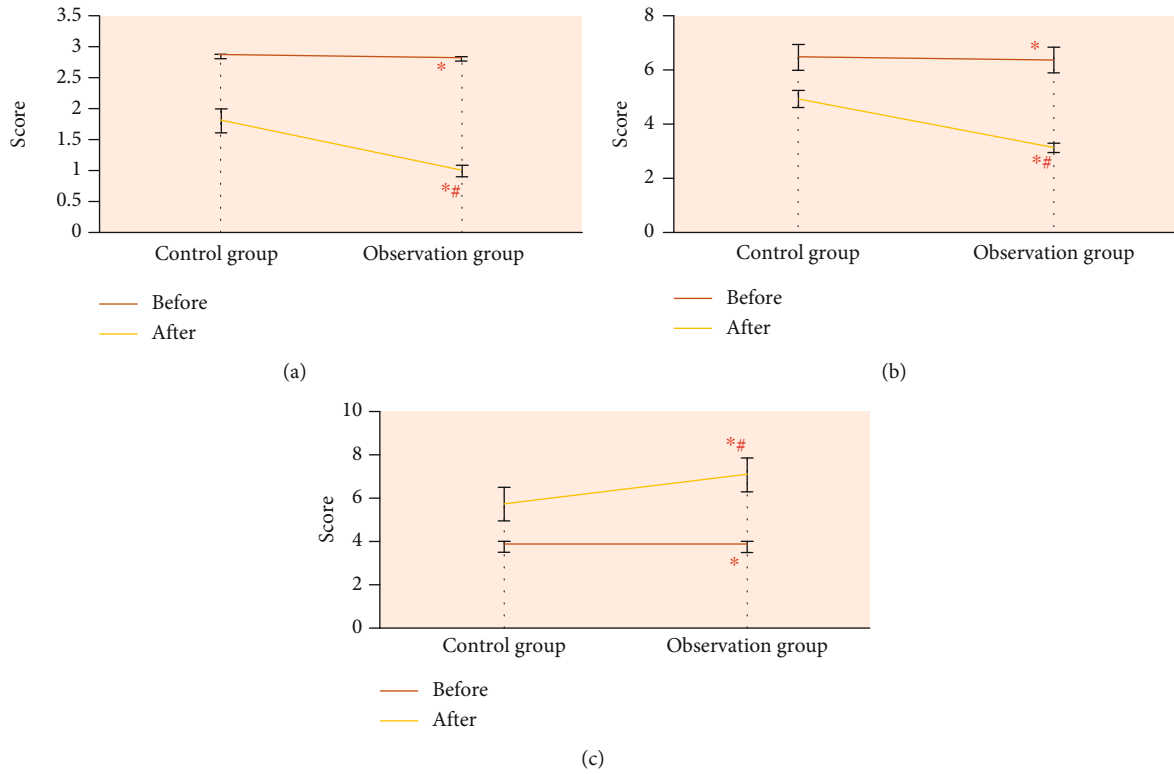 3.5
3
2.5
2
1.5
1
0.5
0
Score
*
*#
Control group
Observation group
Before
After
(a)
8
6
4
2
0
Score
*
*#
Control group
Observation group
Before
After
(b)
10
8
6
4
2
0
Score
*#
*
Control group
Observation group
Before
After
(c)